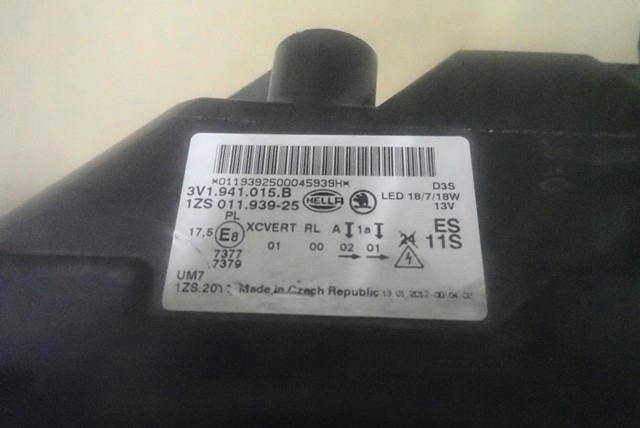 *0119392500045939H*
3V1.941.015.B
1ZS 011.939-25 HELLA
D3S
LED 18/7/18W
13V
PL
17,5 E8 XCVERT RL A 1a
01 00 02 01
24
ES
11S
7377
7379
UM7
Made in Czech Republic